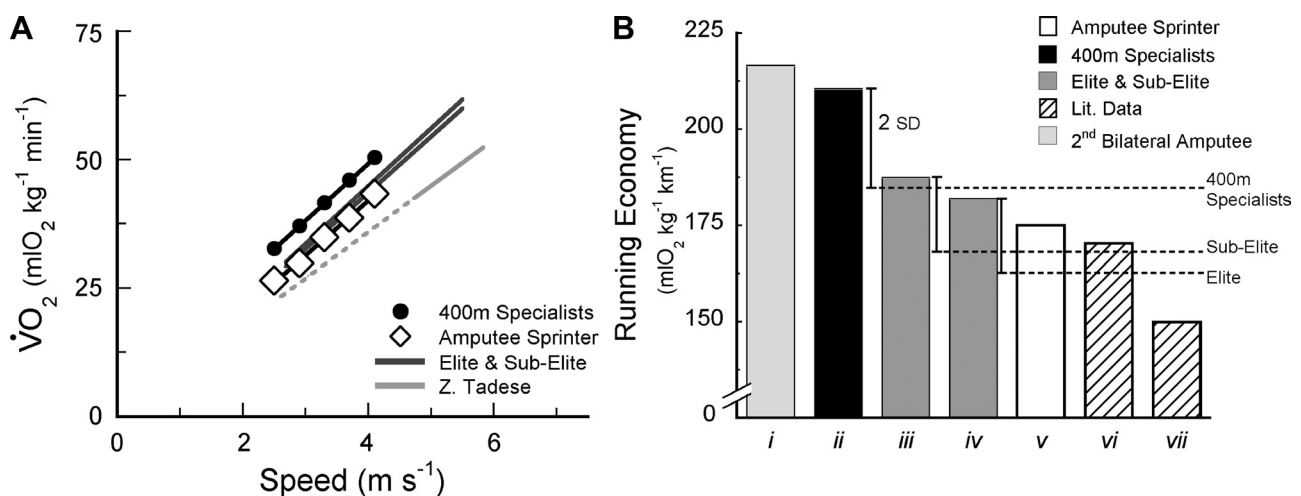 A
75
50
25
0
V̇O₂ (mlO₂ kg⁻¹ min⁻¹)
400m Specialists
Amputee Sprinter
Elite & Sub-Elite
Z. Tadese
0 2 4 6
Speed (m s⁻¹)
B
225
200
175
150
0
Running Economy
(mlO₂ kg⁻¹ km⁻¹)
Amputee Sprinter
400m Specialists
Elite & Sub-Elite
Lit. Data
2ⁿᵈ Bilateral Amputee
2 SD
400m
Specialists
Sub-Elite
Elite
i ii iii iv v vi vii